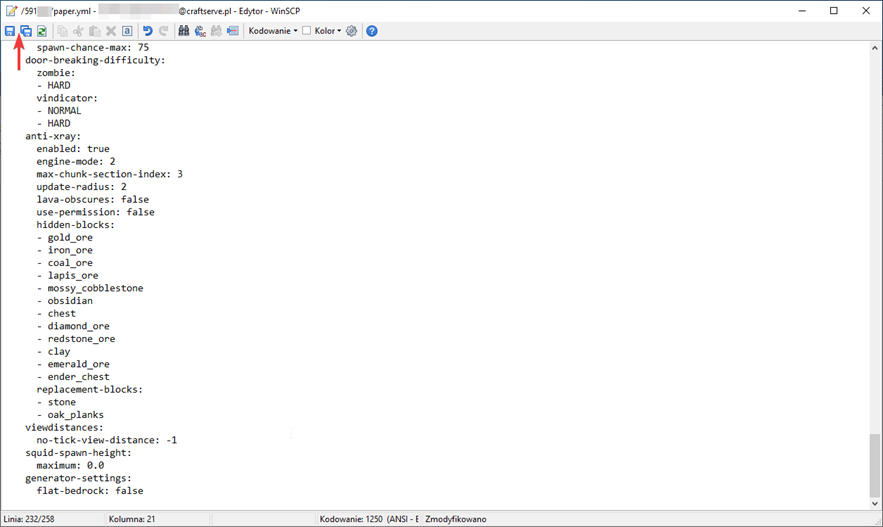 /591 /paper.yml - @craftserve.pl - Edytor - WinSCP
Kodowanie Kolor
spawn-chance-max: 75
door-breaking-difficulty:
zombie:
- HARD
vindicator:
- NORMAL
- HARD
anti-xray:
enabled: true
engine-mode: 2
max-chunk-section-index: 3
update-radius: 2
lava-obscures: false
use-permission: false
hidden-blocks:
- gold_ore
- iron_ore
- coal_ore
- lapis_ore
- mossy_cobblestone
- obsidian
- chest
- diamond_ore
- redstone_ore
- clay
- emerald_ore
- ender_chest
replacement-blocks:
- stone
- oak_planks
viewdistances:
no-tick-view-distance: -1
squid-spawn-height:
maximum: 0.0
generator-settings:
flat-bedrock: false
Linia: 232/258 Kolumna: 21 Kodowanie: 1250 (ANSI - E Zmodyfikowano